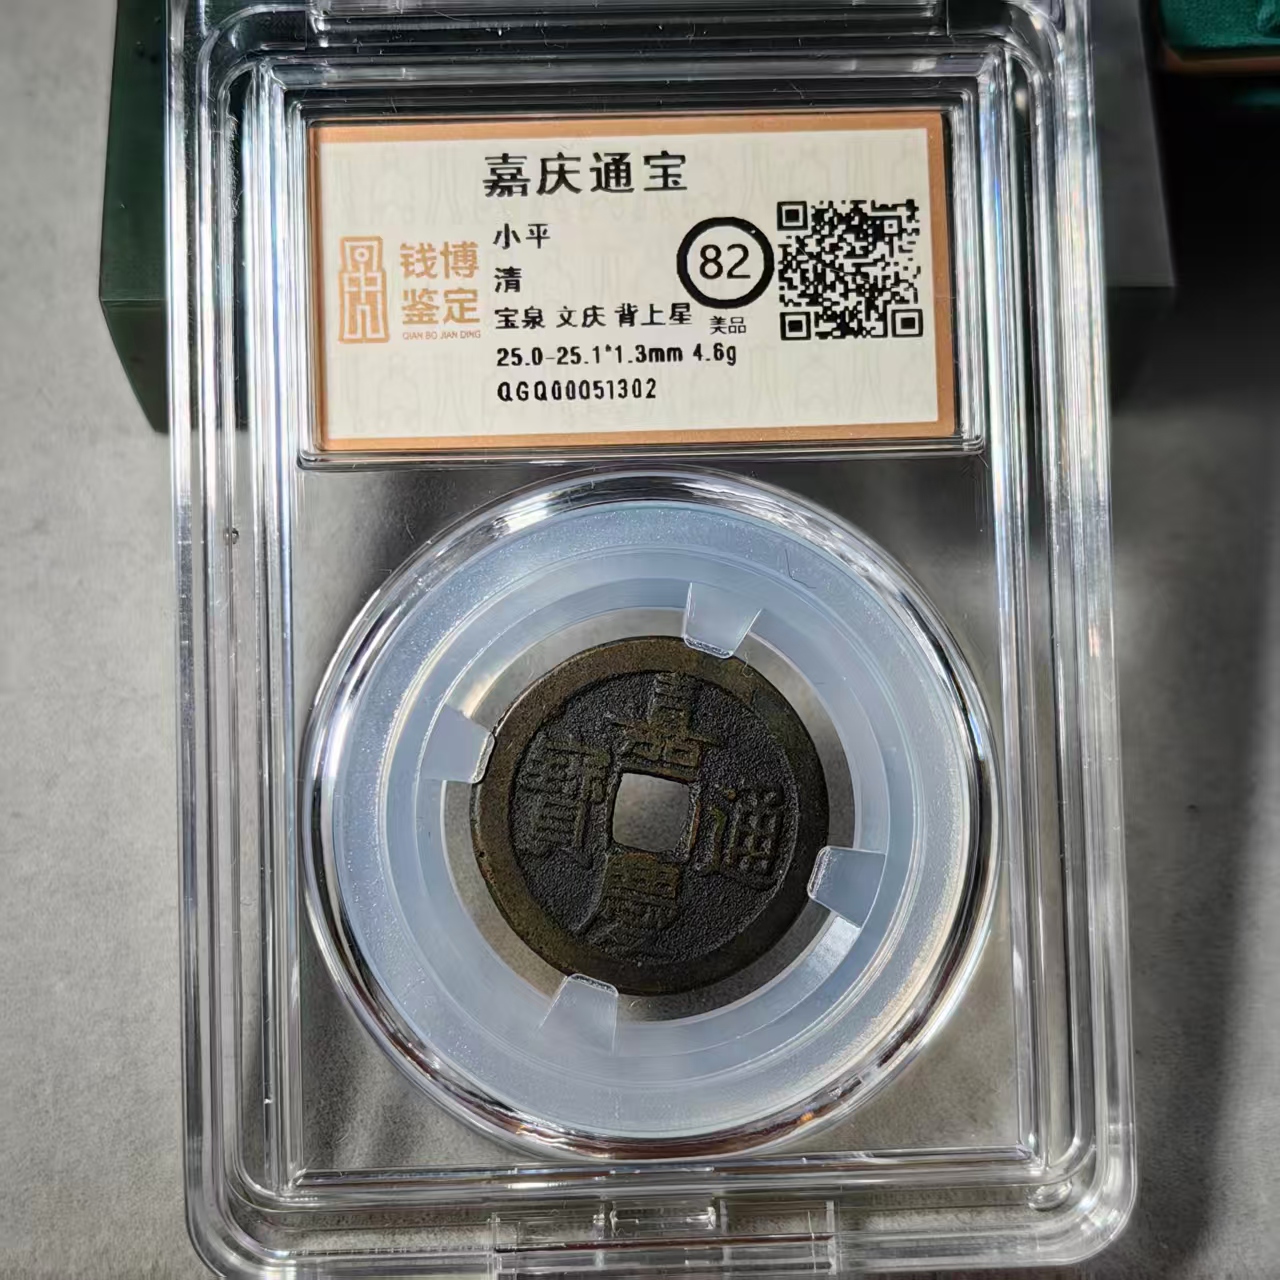 嘉庆通宝
小平
清
宝泉 文庆 背上星
25.0-25.1*1.3mm 4.6g
QGQ00051302
82
美品
钱博
鉴定
QIAN BO JIAN DING
嘉慶通寶